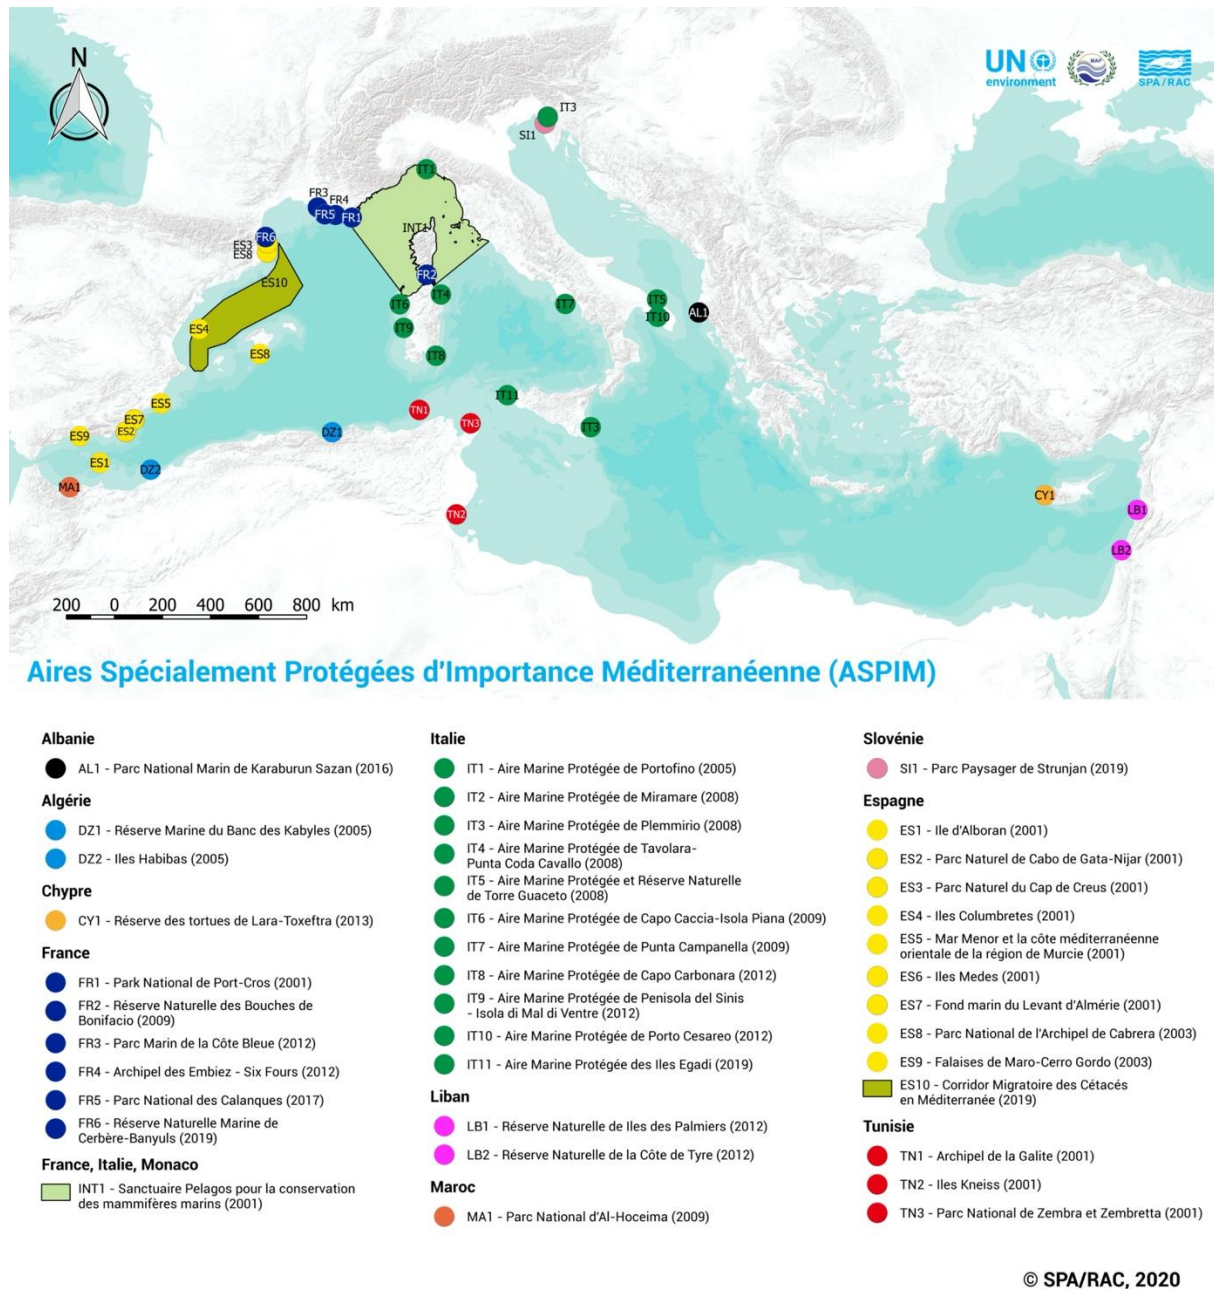 N
UN
environment
MAP
SPA/RAC
IT3
SI1
IT1
FR3
FR4
FR5
FR1
INT1
FR6
ES3
ES8
FR2
ES10
IT4
IT6
IT5
IT7
IT10
AL1
ES4
IT9
ES8
IT8
IT11
ES5
TN1
ES7
TN3
IT3
ES2
ES9
DZ1
ES1
DZ2
MA1
CY1
TN2
LB1
LB2
200 0 200 400 600 800 km
Aires Spécialement Protégées d'Importance Méditerranéenne (ASPIM)
Albanie
AL1 - Parc National Marin de Karaburun Sazan (2016)
Algérie
DZ1 - Réserve Marine du Banc des Kabyles (2005)
DZ2 - Iles Habibas (2005)
Chypre
CY1 - Réserve des tortues de Lara-Toxeftra (2013)
France
FR1 - Park National de Port-Cros (2001)
FR2 - Réserve Naturelle des Bouches de
Bonifacio (2009)
FR3 - Parc Marin de la Côte Bleue (2012)
FR4 - Archipel des Embiez - Six Fours (2012)
FR5 - Parc National des Calanques (2017)
FR6 - Réserve Naturelle Marine de
Cerbère-Banyuls (2019)
France, Italie, Monaco
INT1 - Sanctuaire Pelagos pour la conservation
des mammifères marins (2001)
Italie
IT1 - Aire Marine Protégée de Portofino (2005)
IT2 - Aire Marine Protégée de Miramare (2008)
IT3 - Aire Marine Protégée de Plemmirio (2008)
IT4 - Aire Marine Protégée de Tavolara-
Punta Coda Cavallo (2008)
IT5 - Aire Marine Protégée et Réserve Naturelle
de Torre Guaceto (2008)
IT6 - Aire Marine Protégée de Capo Caccia-Isola Piana (2009)
IT7 - Aire Marine Protégée de Punta Campanella (2009)
IT8 - Aire Marine Protégée de Capo Carbonara (2012)
IT9 - Aire Marine Protégée de Penisola del Sinis
- Isola di Mal di Ventre (2012)
IT10 - Aire Marine Protégée de Porto Cesareo (2012)
IT11 - Aire Marine Protégée des Iles Egadi (2019)
Liban
LB1 - Réserve Naturelle de Iles des Palmiers (2012)
LB2 - Réserve Naturelle de la Côte de Tyre (2012)
Maroc
MA1 - Parc National d'Al-Hoceima (2009)
Slovénie
SI1 - Parc Paysager de Strunjan (2019)
Espagne
ES1 - Ile d'Alboran (2001)
ES2 - Parc Naturel de Cabo de Gata-Nijar (2001)
ES3 - Parc Naturel du Cap de Creus (2001)
ES4 - Iles Columbretes (2001)
ES5 - Mar Menor et la côte méditerranéenne
orientale de la région de Murcie (2001)
ES6 - Iles Medes (2001)
ES7 - Fond marin du Levant d'Almérie (2001)
ES8 - Parc National de l'Archipel de Cabrera (2003)
ES9 - Falaises de Maro-Cerro Gordo (2003)
ES10 - Corridor Migratoire des Cétacés
en Méditerranée (2019)
Tunisie
TN1 - Archipel de la Galite (2001)
TN2 - Iles Kneiss (2001)
TN3 - Parc National de Zembra et Zembretta (2001)
© SPA/RAC, 2020